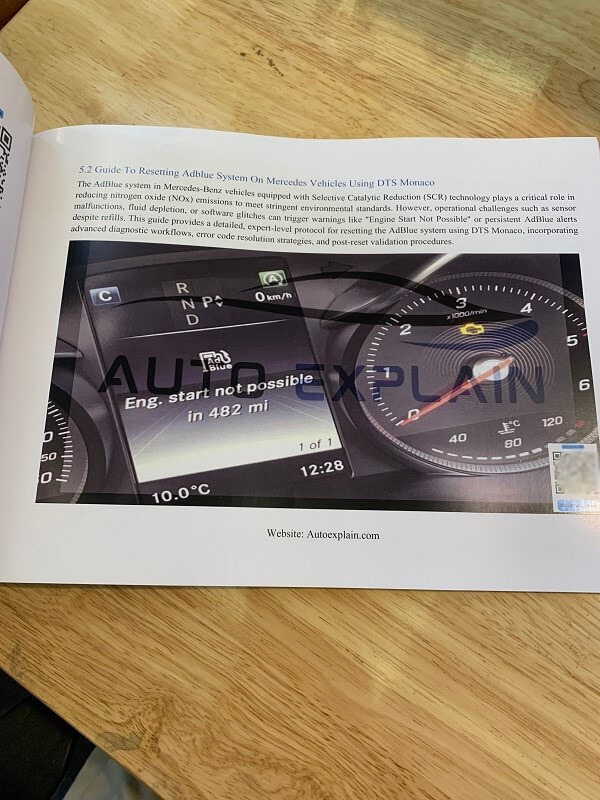 5.2 Guide To Resetting Adblue System On Mercedes Vehicles Using DTS Monaco
The AdBlue system in Mercedes-Benz vehicles equipped with Selective Catalytic Reduction (SCR) technology plays a critical role in
reducing nitrogen oxide (NOx) emissions to meet stringent environmental standards. However, operational challenges such as sensor
malfunctions, fluid depletion, or software glitches can trigger warnings like "Engine Start Not Possible" or persistent AdBlue alerts
despite refills. This guide provides a detailed, expert-level protocol for resetting the AdBlue system using DTS Monaco, incorporating
advanced diagnostic workflows, error code resolution strategies, and post-reset validation procedures.
C
R
N P
D
A
0 km/h
Ad
Blue
AUTO EXPLAIN
Eng. start not possible
in 482 mi
1 of 1
12:28
10.0°C
0
50
0
0
1
2
3
4
5
6
x1000/min
°C
40
80
120
Website: Autoexplain.com